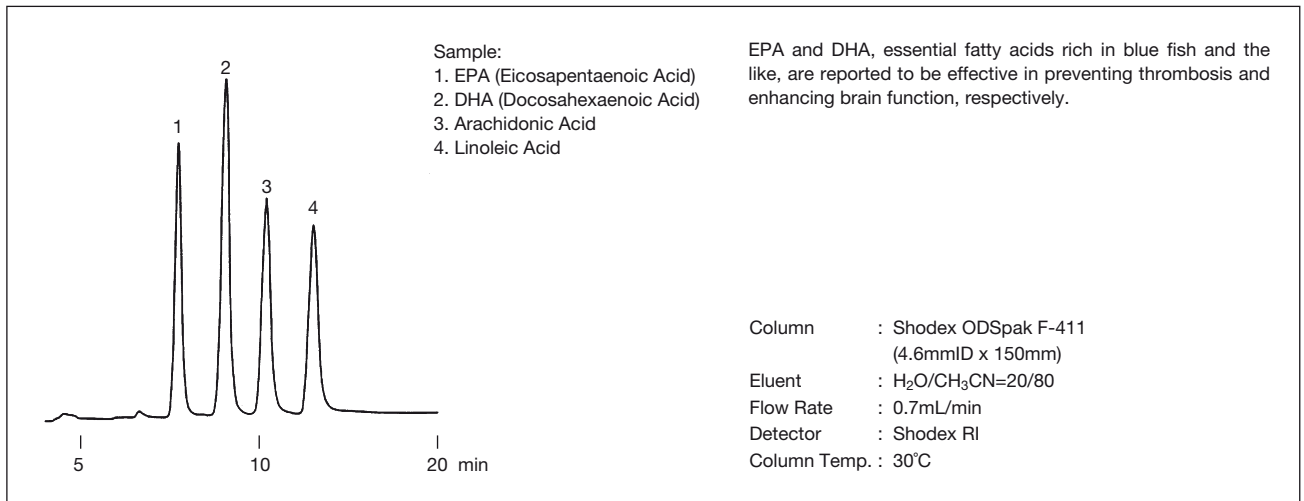 Sample:
1. EPA (Eicosapentaenoic Acid)
2. DHA (Docosahexaenoic Acid)
3. Arachidonic Acid
4. Linoleic Acid
EPA and DHA, essential fatty acids rich in blue fish and the
like, are reported to be effective in preventing thrombosis and
enhancing brain function, respectively.
1
2
3
4
5 10 20 min
Column : Shodex ODSpak F-411
(4.6mmID x 150mm)
Eluent : H₂O/CH₃CN=20/80
Flow Rate : 0.7mL/min
Detector : Shodex RI
Column Temp. : 30°C